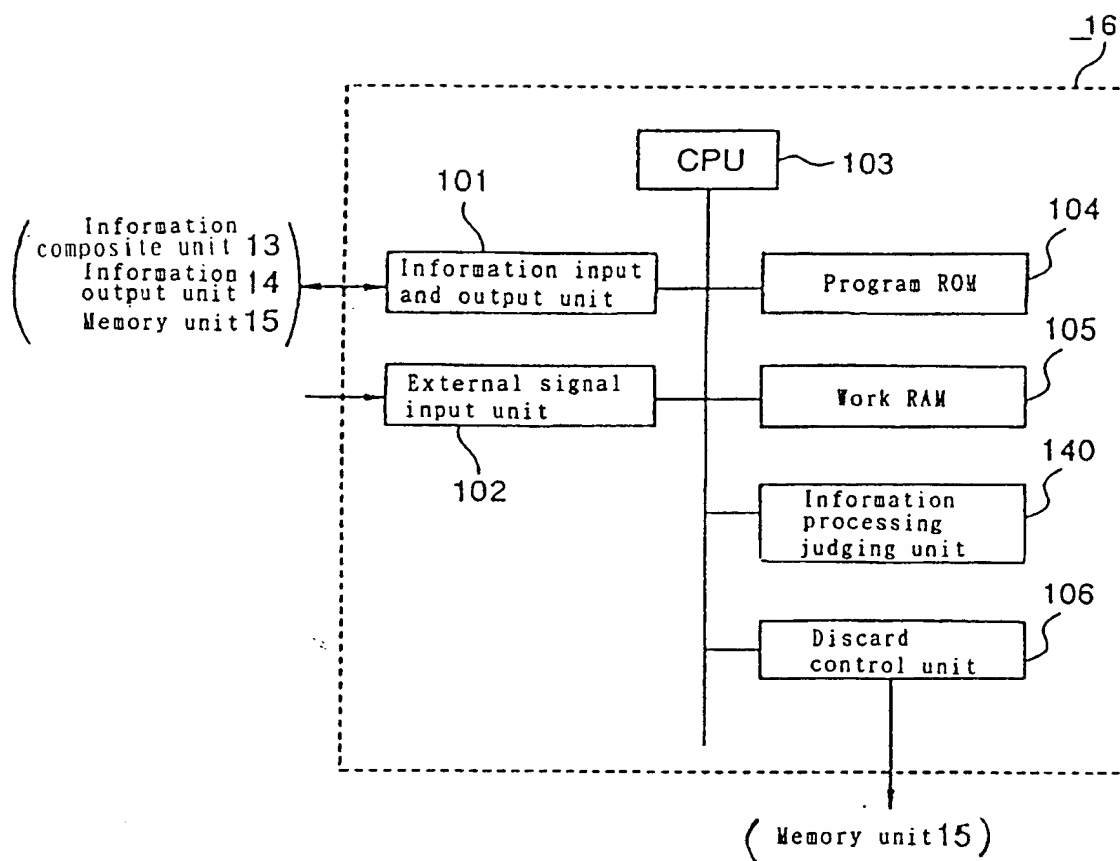 16
CPU
103
101
104
Information
composite unit 13
Information
output unit 14
Memory unit 15
Information input
and output unit
Program ROM
105
External signal
input unit
Work RAM
102
140
Information
processing
judging unit
106
Discard
control unit
( Memory unit 15 )